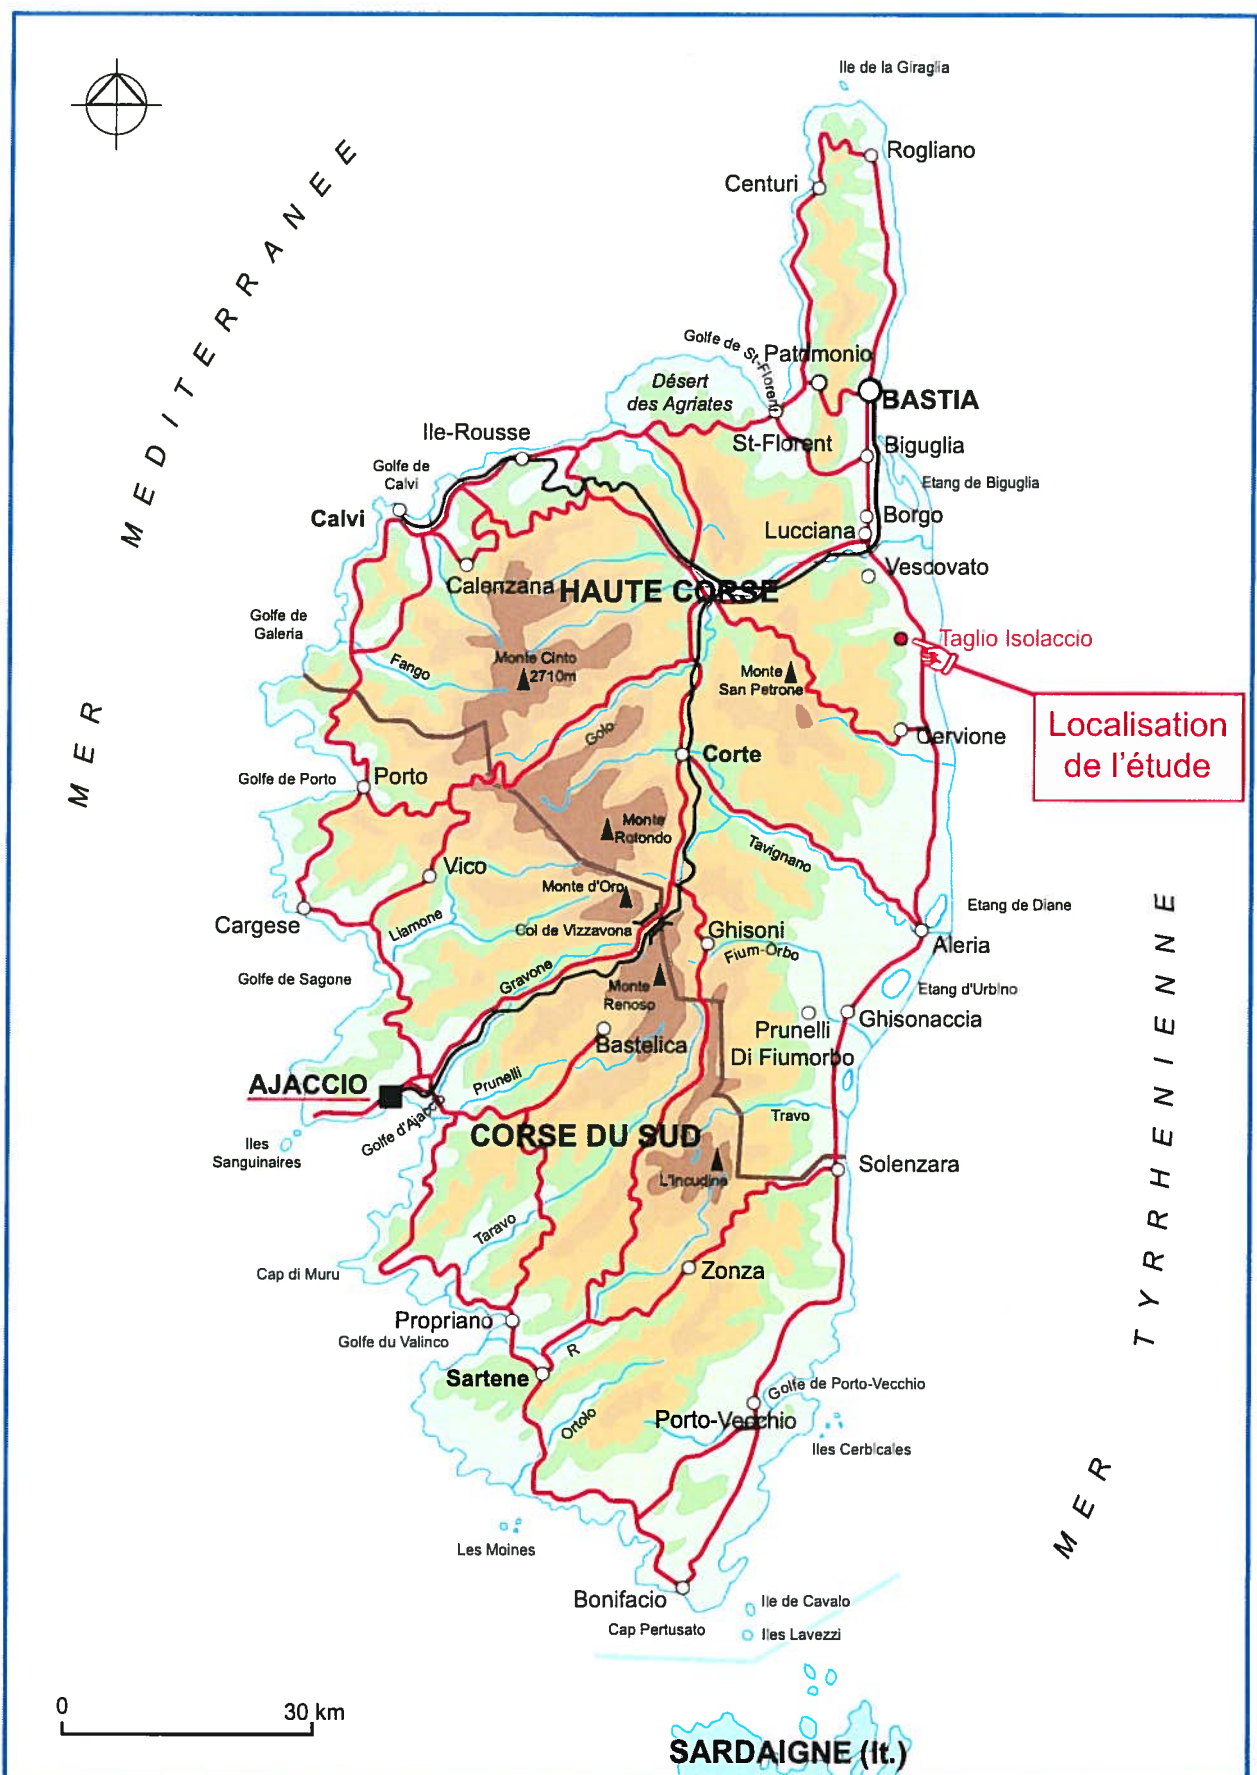 Ile de la Giraglia
Rogliano
Centuri
MER MEDITERRANEE
Golfe de St-Florent
Patrimonio
Désert
des Agriates
BASTIA
Ile-Rousse
St-Florent
Biguglia
Golfe de
Calvi
Etang de Biguglia
Calvi
Borgo
Lucciana
Vescovato
Calenzana
HAUTE CORSE
Golfe de
Galeria
Taglio Isolaccio
Fango
Monte Cinto
2710m
Monte
San Petrone
Localisation
de l'étude
Golo
Cervione
Corte
Golfe de Porto
Porto
Monte
Rotondo
Tavignano
Vico
Monte d'Oro
Etang de Diane
Cargese
Liamone
Col de Vizzavona
Ghisoni
Aleria
Fium-Orbo
Golfe de Sagone
Gravone
Monte
Renoso
Etang d'Urbino
Ghisonaccia
Prunelli
Di Fiumorbo
Bastelica
AJACCIO
Prunelli
Golfe d'Ajaccio
Travo
CORSE DU SUD
Iles
Sanguinaires
Solenzara
L'Incudine
Taravo
Cap di Muru
Zonza
Propriano
Golfe du Valinco
R
Sartene
Golfe de Porto-Vecchio
Ortolo
Porto-Vecchio
Iles Cerbicales
MER TYRRHENIENNE
Les Moines
Bonifacio
Ile de Cavalo
Cap Pertusato
Iles Lavezzi
0
30 km
SARDAIGNE (It.)